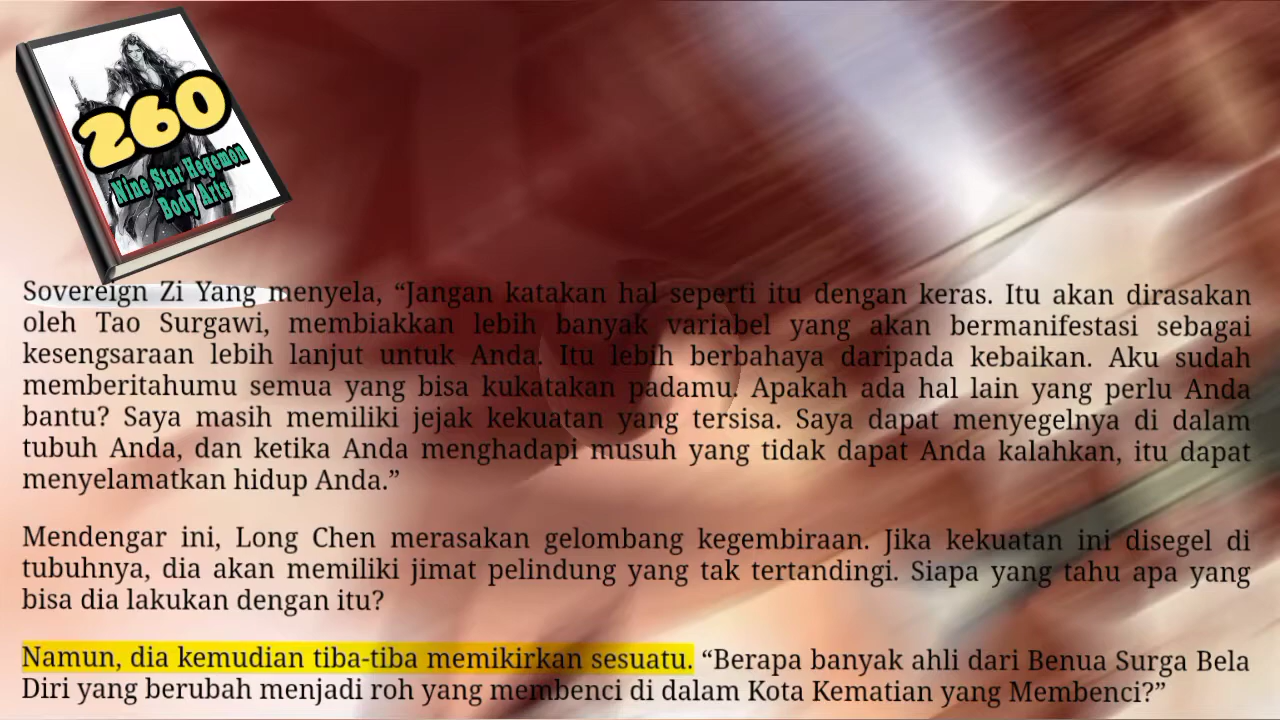 260
Nine Star Hegemon
Body Arts
Sovereign Zi Yang menyela, “Jangan katakan hal seperti itu dengan keras. Itu akan dirasakan
oleh Tao Surgawi, membiakkan lebih banyak variabel yang akan bermanifestasi sebagai
kesengsaraan lebih lanjut untuk Anda. Itu lebih berbahaya daripada kebaikan. Aku sudah
memberitahumu semua yang bisa kukatakan padamu. Apakah ada hal lain yang perlu Anda
bantu? Saya masih memiliki jejak kekuatan yang tersisa. Saya dapat menyegelnya di dalam
tubuh Anda, dan ketika Anda menghadapi musuh yang tidak dapat Anda kalahkan, itu dapat
menyelamatkan hidup Anda.”
Mendengar ini, Long Chen merasakan gelombang kegembiraan. Jika kekuatan ini disegel di
tubuhnya, dia akan memiliki jimat pelindung yang tak tertandingi. Siapa yang tahu apa yang
bisa dia lakukan dengan itu?
Namun, dia kemudian tiba-tiba memikirkan sesuatu. “Berapa banyak ahli dari Benua Surga Bela
Diri yang berubah menjadi roh yang membenci di dalam Kota Kematian yang Membenci?”